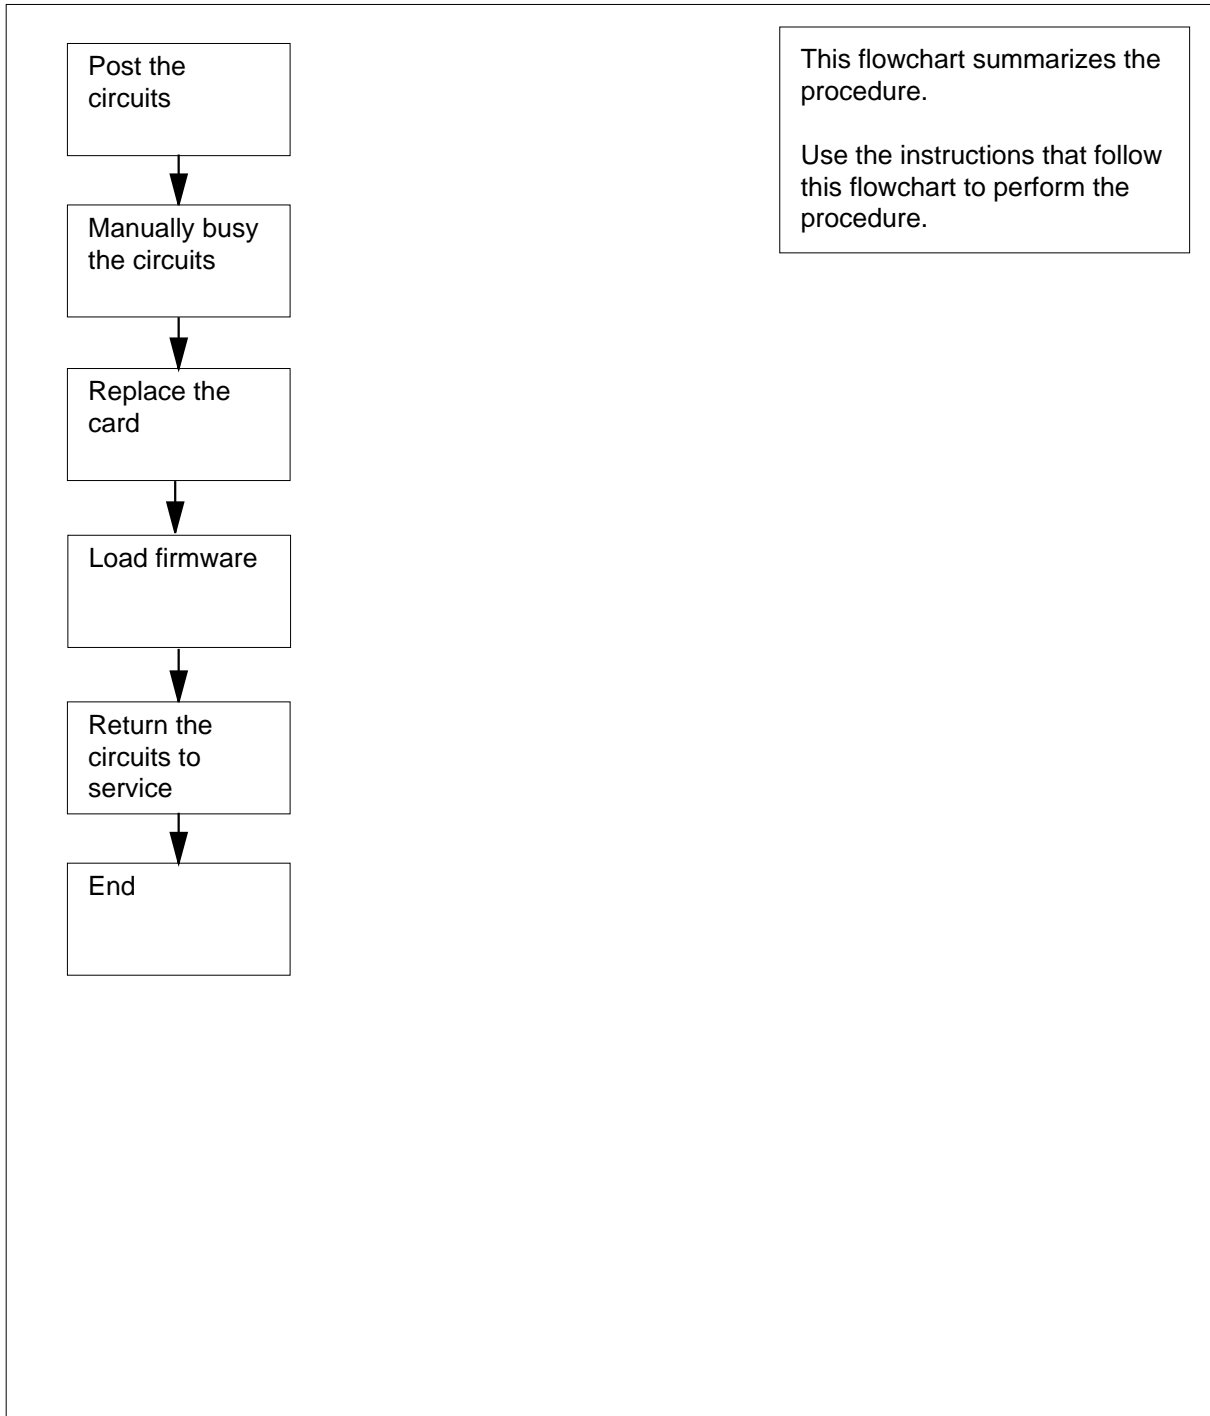 Post the
circuits
Manually busy
the circuits
Replace the
card
Load firmware
Return the
circuits to
service
End
This flowchart summarizes the
procedure.
Use the instructions that follow
this flowchart to perform the
procedure.